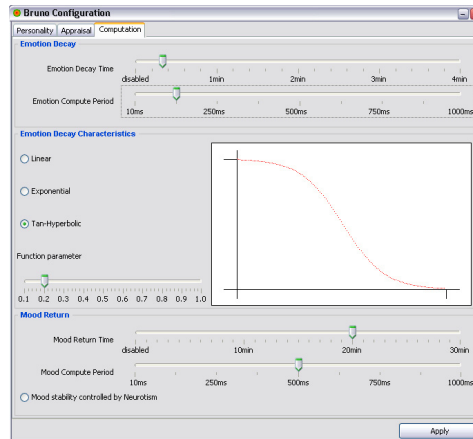 Bruno Configuration
Personality Appraisal Computation
Emotion Decay
Emotion Decay Time
disabled 1min 2min 3min 4min
Emotion Compute Period
10ms 250ms 500ms 750ms 1000ms
Emotion Decay Characteristics
Linear
Exponential
Tan-Hyperbolic
Function parameter
0.1 0.2 0.3 0.4 0.5 0.6 0.7 0.8 0.9 1.0
Mood Return
Mood Return Time
disabled 10min 20min 30min
Mood Compute Period
10ms 250ms 500ms 750ms 1000ms
Mood stability controlled by Neurotism
Apply